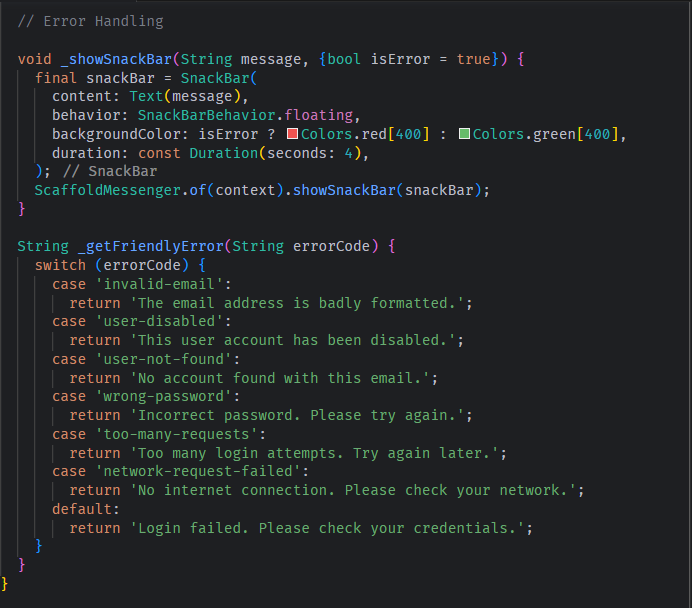 // Error Handling

void _showSnackBar(String message, {bool isError = true}) {
  final snackBar = SnackBar(
    content: Text(message),
    behavior: SnackBarBehavior.floating,
    backgroundColor: isError ? Colors.red[400] : Colors.green[400],
    duration: const Duration(seconds: 4),
  ); // SnackBar
  ScaffoldMessenger.of(context).showSnackBar(snackBar);
}

String _getFriendlyError(String errorCode) {
  switch (errorCode) {
    case 'invalid-email':
      return 'The email address is badly formatted.';
    case 'user-disabled':
      return 'This user account has been disabled.';
    case 'user-not-found':
      return 'No account found with this email.';
    case 'wrong-password':
      return 'Incorrect password. Please try again.';
    case 'too-many-requests':
      return 'Too many login attempts. Try again later.';
    case 'network-request-failed':
      return 'No internet connection. Please check your network.';
    default:
      return 'Login failed. Please check your credentials.';
  }
}
}